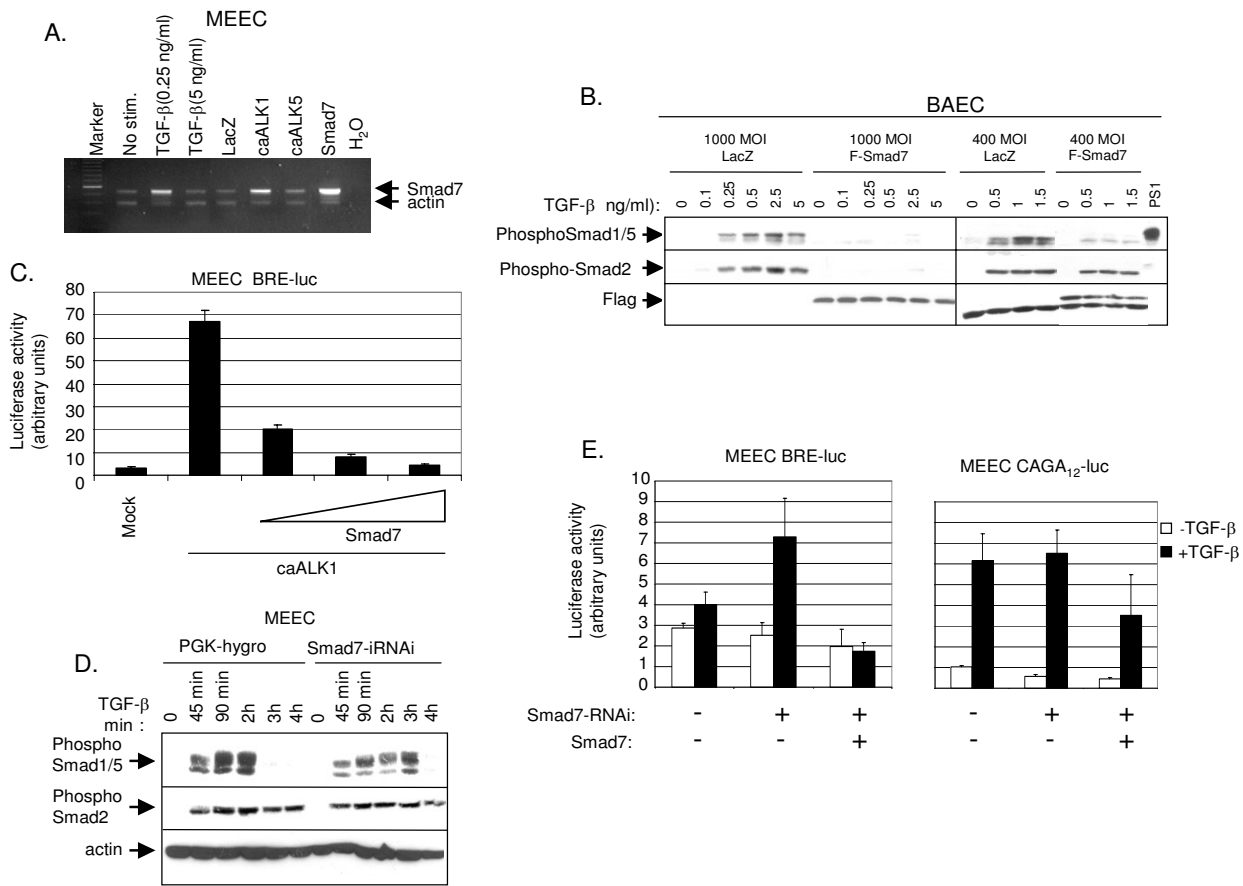 A.
MEEC
Marker
No stim.
TGF-β(0.25 ng/ml)
TGF-β(5 ng/ml)
LacZ
caALK1
caALK5
Smad7
H2O
Smad7
actin
B.
BAEC
1000 MOI LacZ
1000 MOI F-Smad7
400 MOI LacZ
400 MOI F-Smad7
TGF-β ng/ml): 0 0.1 0.25 0.5 2.5 5 0 0.1 0.25 0.5 2.5 5 0 0.5 1 1.5 0 0.5 1 1.5 PS1
PhosphoSmad1/5
Phospho-Smad2
Flag
C.
MEEC BRE-luc
Luciferase activity
(arbitrary units)
80
70
60
50
40
30
20
10
0
Mock
Smad7
caALK1
D.
MEEC
PGK-hygro
Smad7-iRNAi
TGF-β
min :
0 45 min 90 min 2h 3h 4h 0 45 min 90 min 2h 3h 4h
Phospho
Smad1/5
Phospho
Smad2
actin
E.
MEEC BRE-luc
MEEC CAGA12-luc
Luciferase activity
(arbitrary units)
10
9
8
7
6
5
4
3
2
1
0
-TGF-β
+TGF-β
Smad7-RNAi: - + + - + +
Smad7: - - + - - +